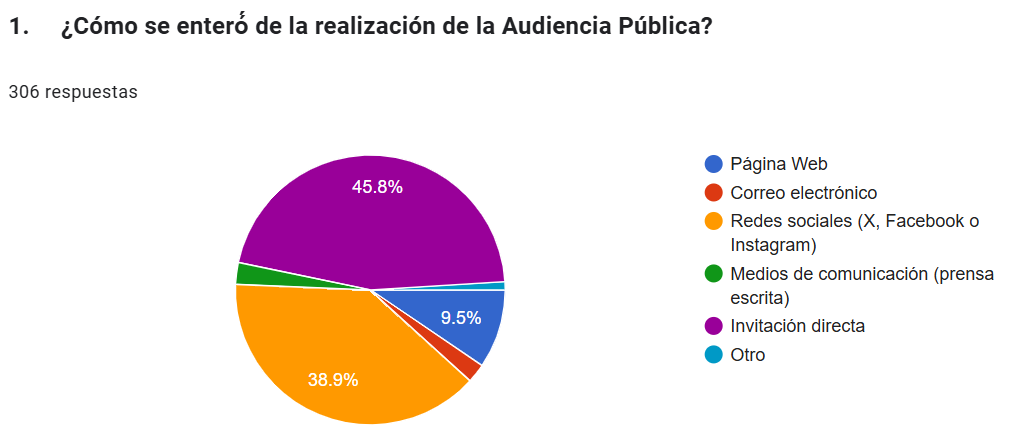 1. ¿Cómo se enteró́ de la realización de la Audiencia Pública?
306 respuestas
45.8%
9.5%
38.9%
Página Web
Correo electrónico
Redes sociales (X, Facebook o
Instagram)
Medios de comunicación (prensa
escrita)
Invitación directa
Otro